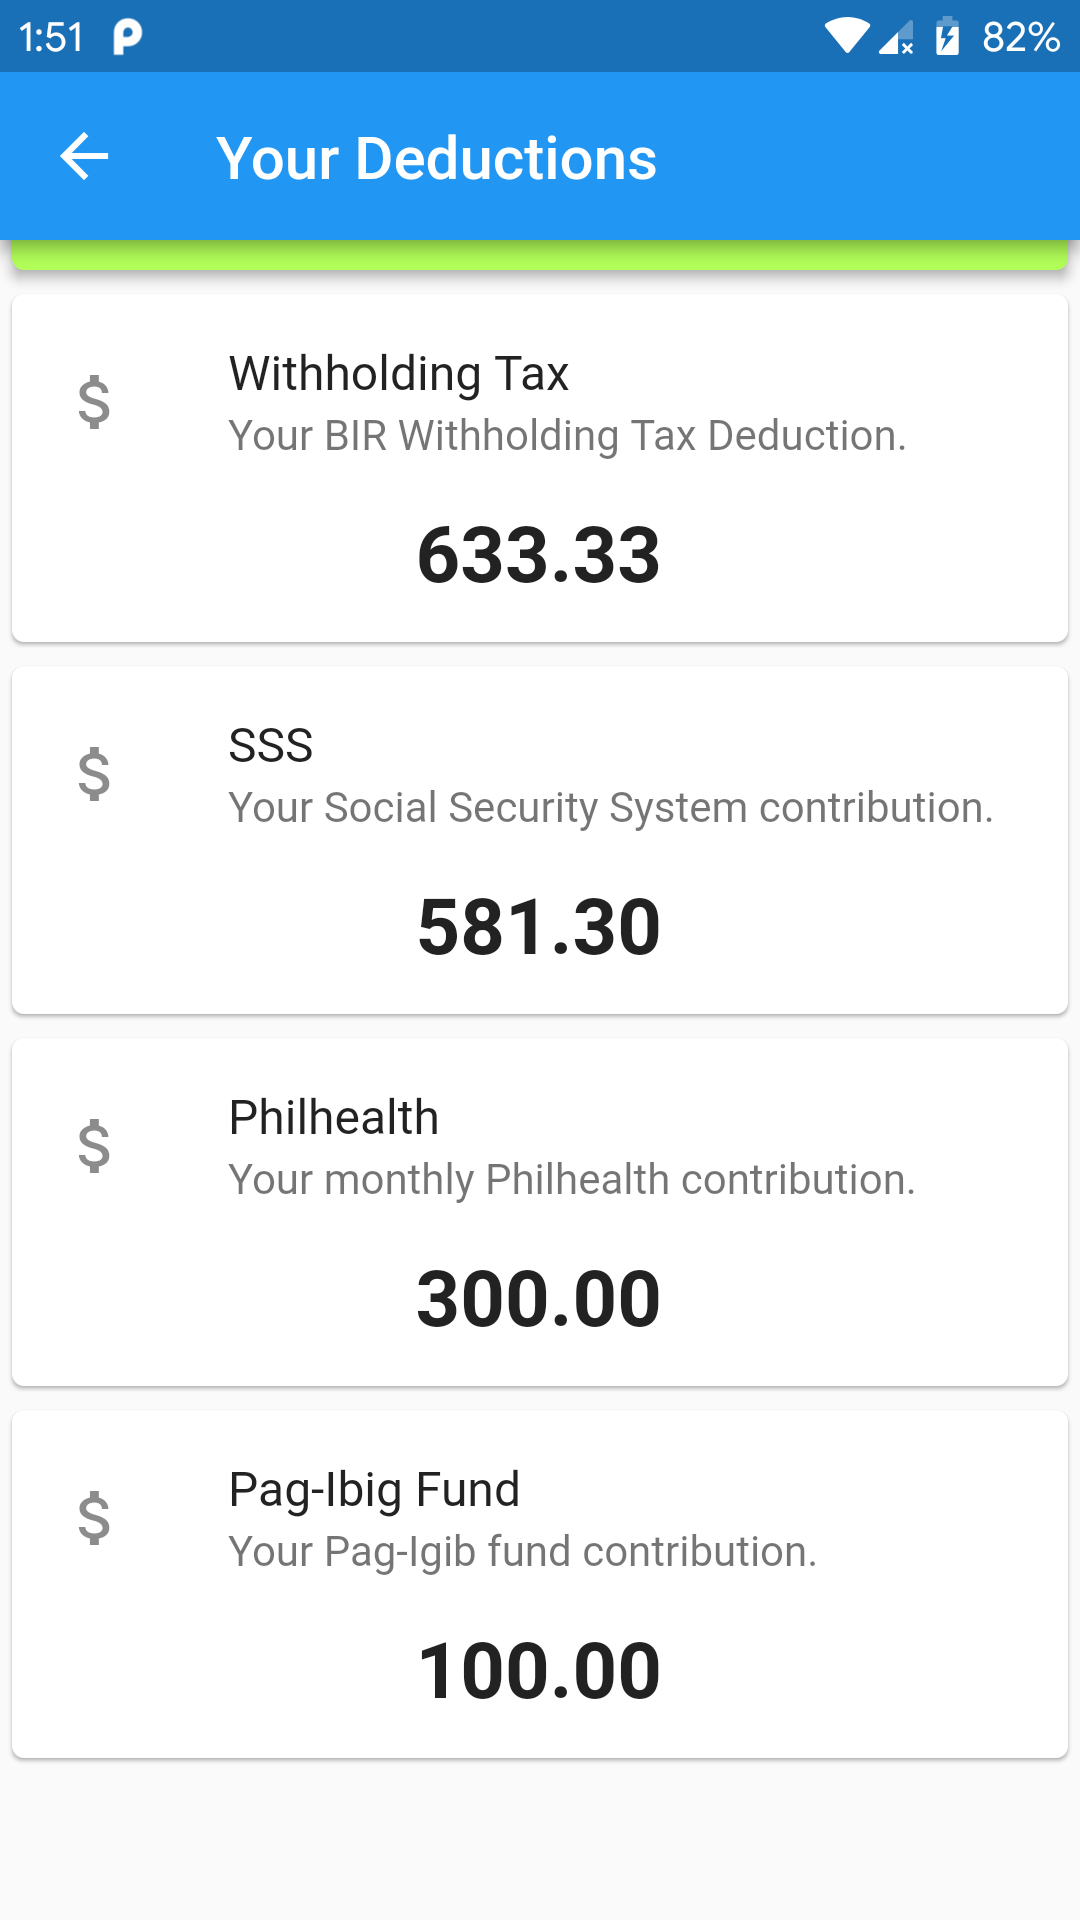 1:51 82%
Your Deductions
Withholding Tax
Your BIR Withholding Tax Deduction.
633.33
SSS
Your Social Security System contribution.
581.30
Philhealth
Your monthly Philhealth contribution.
300.00
Pag-Ibig Fund
Your Pag-Igib fund contribution.
100.00